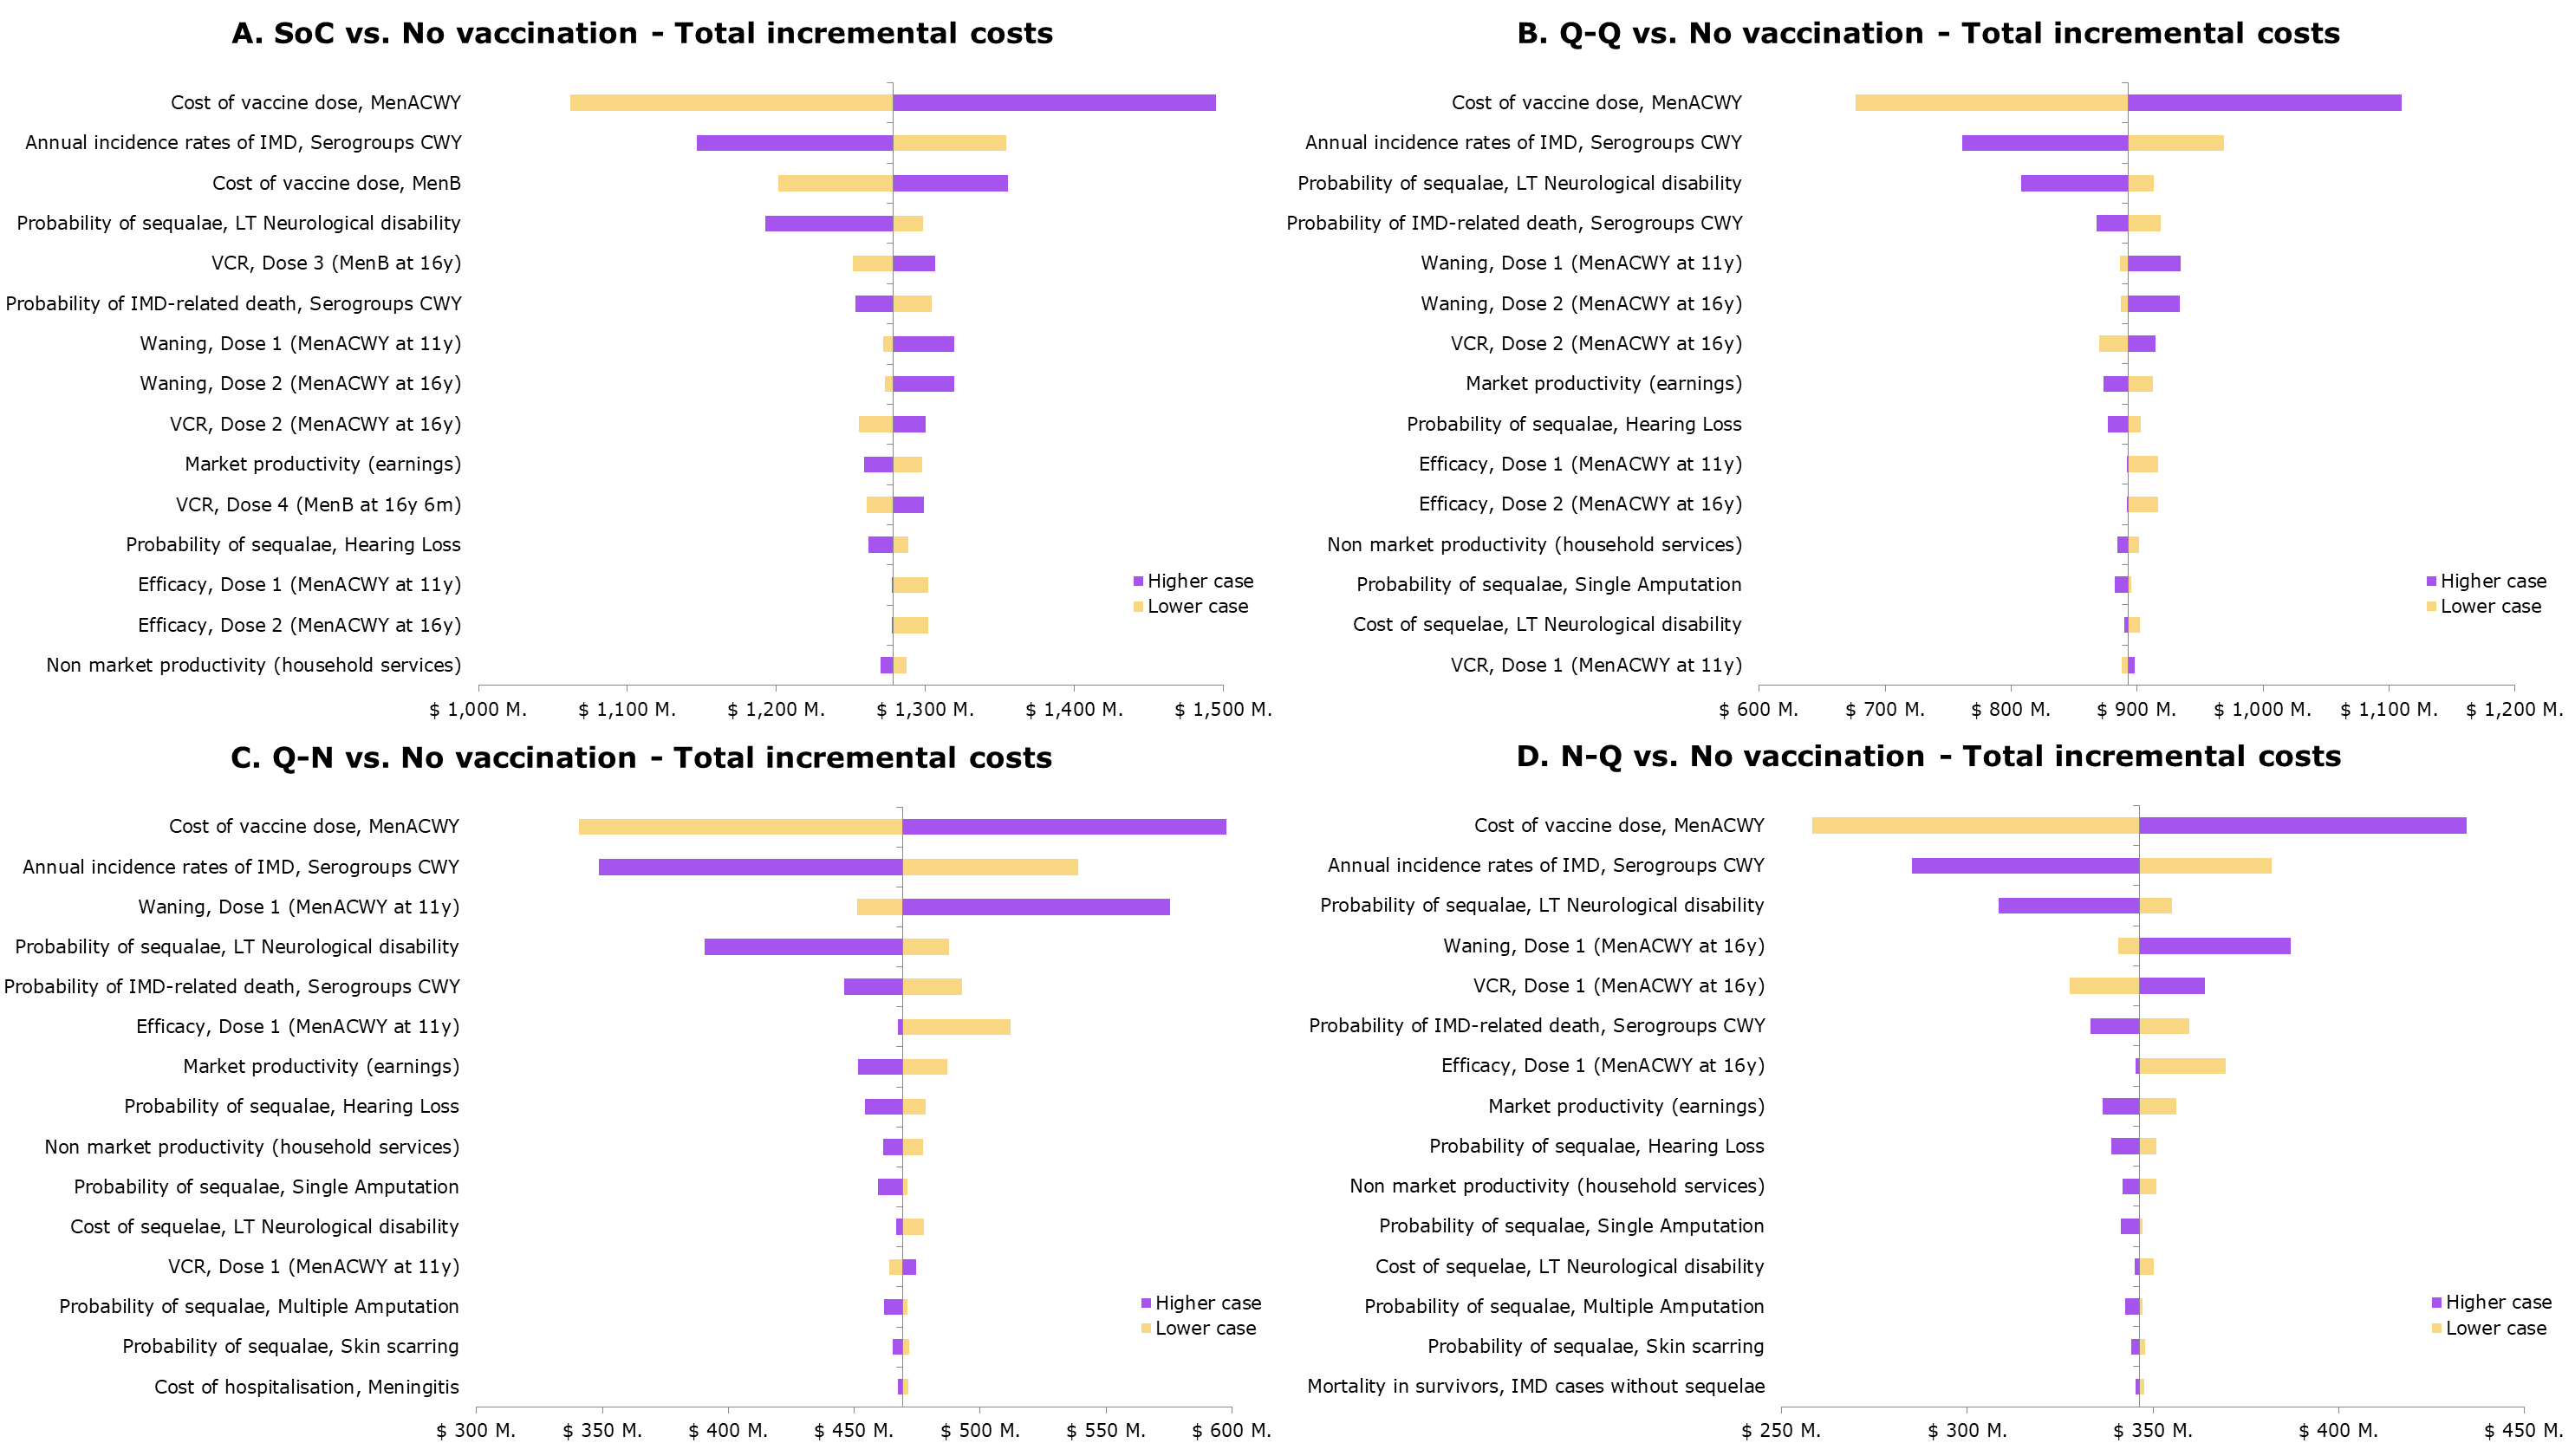 A. SoC vs. No vaccination - Total incremental costs
Cost of vaccine dose, MenACWY
Annual incidence rates of IMD, Serogroups CWY
Cost of vaccine dose, MenB
Probability of sequalae, LT Neurological disability
VCR, Dose 3 (MenB at 16y)
Probability of IMD-related death, Serogroups CWY
Waning, Dose 1 (MenACWY at 11y)
Waning, Dose 2 (MenACWY at 16y)
VCR, Dose 2 (MenACWY at 16y)
Market productivity (earnings)
VCR, Dose 4 (MenB at 16y 6m)
Probability of sequalae, Hearing Loss
Efficacy, Dose 1 (MenACWY at 11y)
Efficacy, Dose 2 (MenACWY at 16y)
Non market productivity (household services)
Higher case
Lower case
$ 1,000 M. $ 1,100 M. $ 1,200 M. $ 1,300 M. $ 1,400 M. $ 1,500 M.
B. Q-Q vs. No vaccination - Total incremental costs
Cost of vaccine dose, MenACWY
Annual incidence rates of IMD, Serogroups CWY
Probability of sequalae, LT Neurological disability
Probability of IMD-related death, Serogroups CWY
Waning, Dose 1 (MenACWY at 11y)
Waning, Dose 2 (MenACWY at 16y)
VCR, Dose 2 (MenACWY at 16y)
Market productivity (earnings)
Probability of sequalae, Hearing Loss
Efficacy, Dose 1 (MenACWY at 11y)
Efficacy, Dose 2 (MenACWY at 16y)
Non market productivity (household services)
Probability of sequalae, Single Amputation
Cost of sequelae, LT Neurological disability
VCR, Dose 1 (MenACWY at 11y)
Higher case
Lower case
$ 600 M. $ 700 M. $ 800 M. $ 900 M. $ 1,000 M. $ 1,100 M. $ 1,200 M.
C. Q-N vs. No vaccination - Total incremental costs
Cost of vaccine dose, MenACWY
Annual incidence rates of IMD, Serogroups CWY
Waning, Dose 1 (MenACWY at 11y)
Probability of sequalae, LT Neurological disability
Probability of IMD-related death, Serogroups CWY
Efficacy, Dose 1 (MenACWY at 11y)
Market productivity (earnings)
Probability of sequalae, Hearing Loss
Non market productivity (household services)
Probability of sequalae, Single Amputation
Cost of sequelae, LT Neurological disability
VCR, Dose 1 (MenACWY at 11y)
Probability of sequalae, Multiple Amputation
Probability of sequalae, Skin scarring
Cost of hospitalisation, Meningitis
Higher case
Lower case
$ 300 M. $ 350 M. $ 400 M. $ 450 M. $ 500 M. $ 550 M. $ 600 M.
D. N-Q vs. No vaccination - Total incremental costs
Cost of vaccine dose, MenACWY
Annual incidence rates of IMD, Serogroups CWY
Probability of sequalae, LT Neurological disability
Waning, Dose 1 (MenACWY at 16y)
VCR, Dose 1 (MenACWY at 16y)
Probability of IMD-related death, Serogroups CWY
Efficacy, Dose 1 (MenACWY at 16y)
Market productivity (earnings)
Probability of sequalae, Hearing Loss
Non market productivity (household services)
Probability of sequalae, Single Amputation
Cost of sequelae, LT Neurological disability
Probability of sequalae, Multiple Amputation
Probability of sequalae, Skin scarring
Mortality in survivors, IMD cases without sequelae
Higher case
Lower case
$ 250 M. $ 300 M. $ 350 M. $ 400 M. $ 450 M.